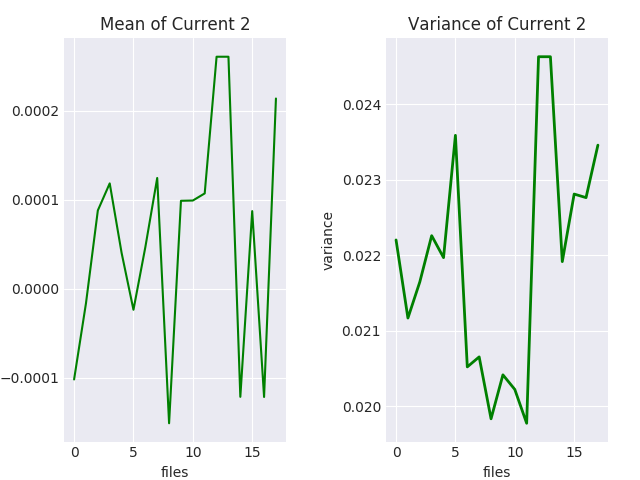 Mean of Current 2
0.0002
0.0001
0.0000
−0.0001
0 5 10 15
files
Variance of Current 2
variance
0.024
0.023
0.022
0.021
0.020
0 5 10 15
files